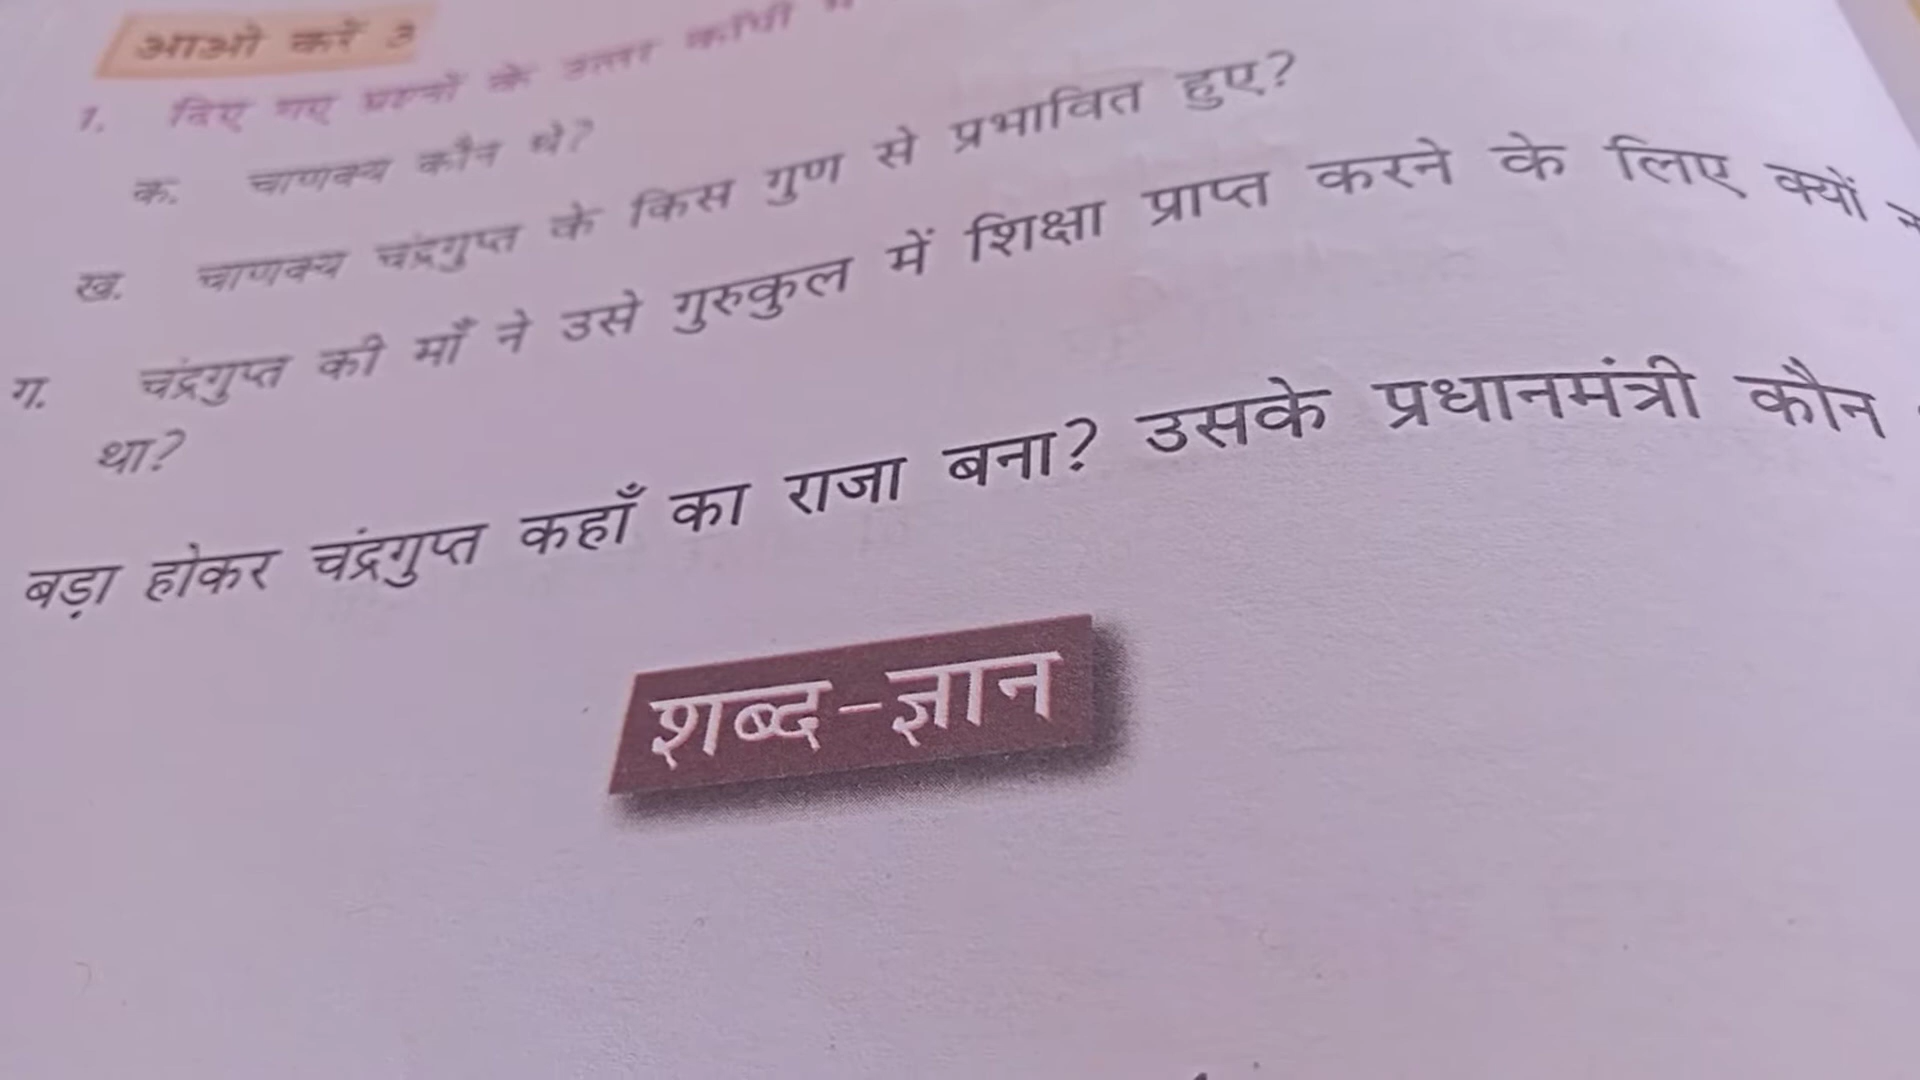 आओ करें 3
1. दिए गए प्रश्नों के उत्तर कॉपी
क. चाणक्य कौन थे?
ख. चाणक्य चंद्रगुप्त के किस गुण से प्रभावित हुए?
ग. चंद्रगुप्त की माँ ने उसे गुरुकुल में शिक्षा प्राप्त करने के लिए क्यों
था?
बड़ा होकर चंद्रगुप्त कहाँ का राजा बना? उसके प्रधानमंत्री कौन
शब्द-ज्ञान